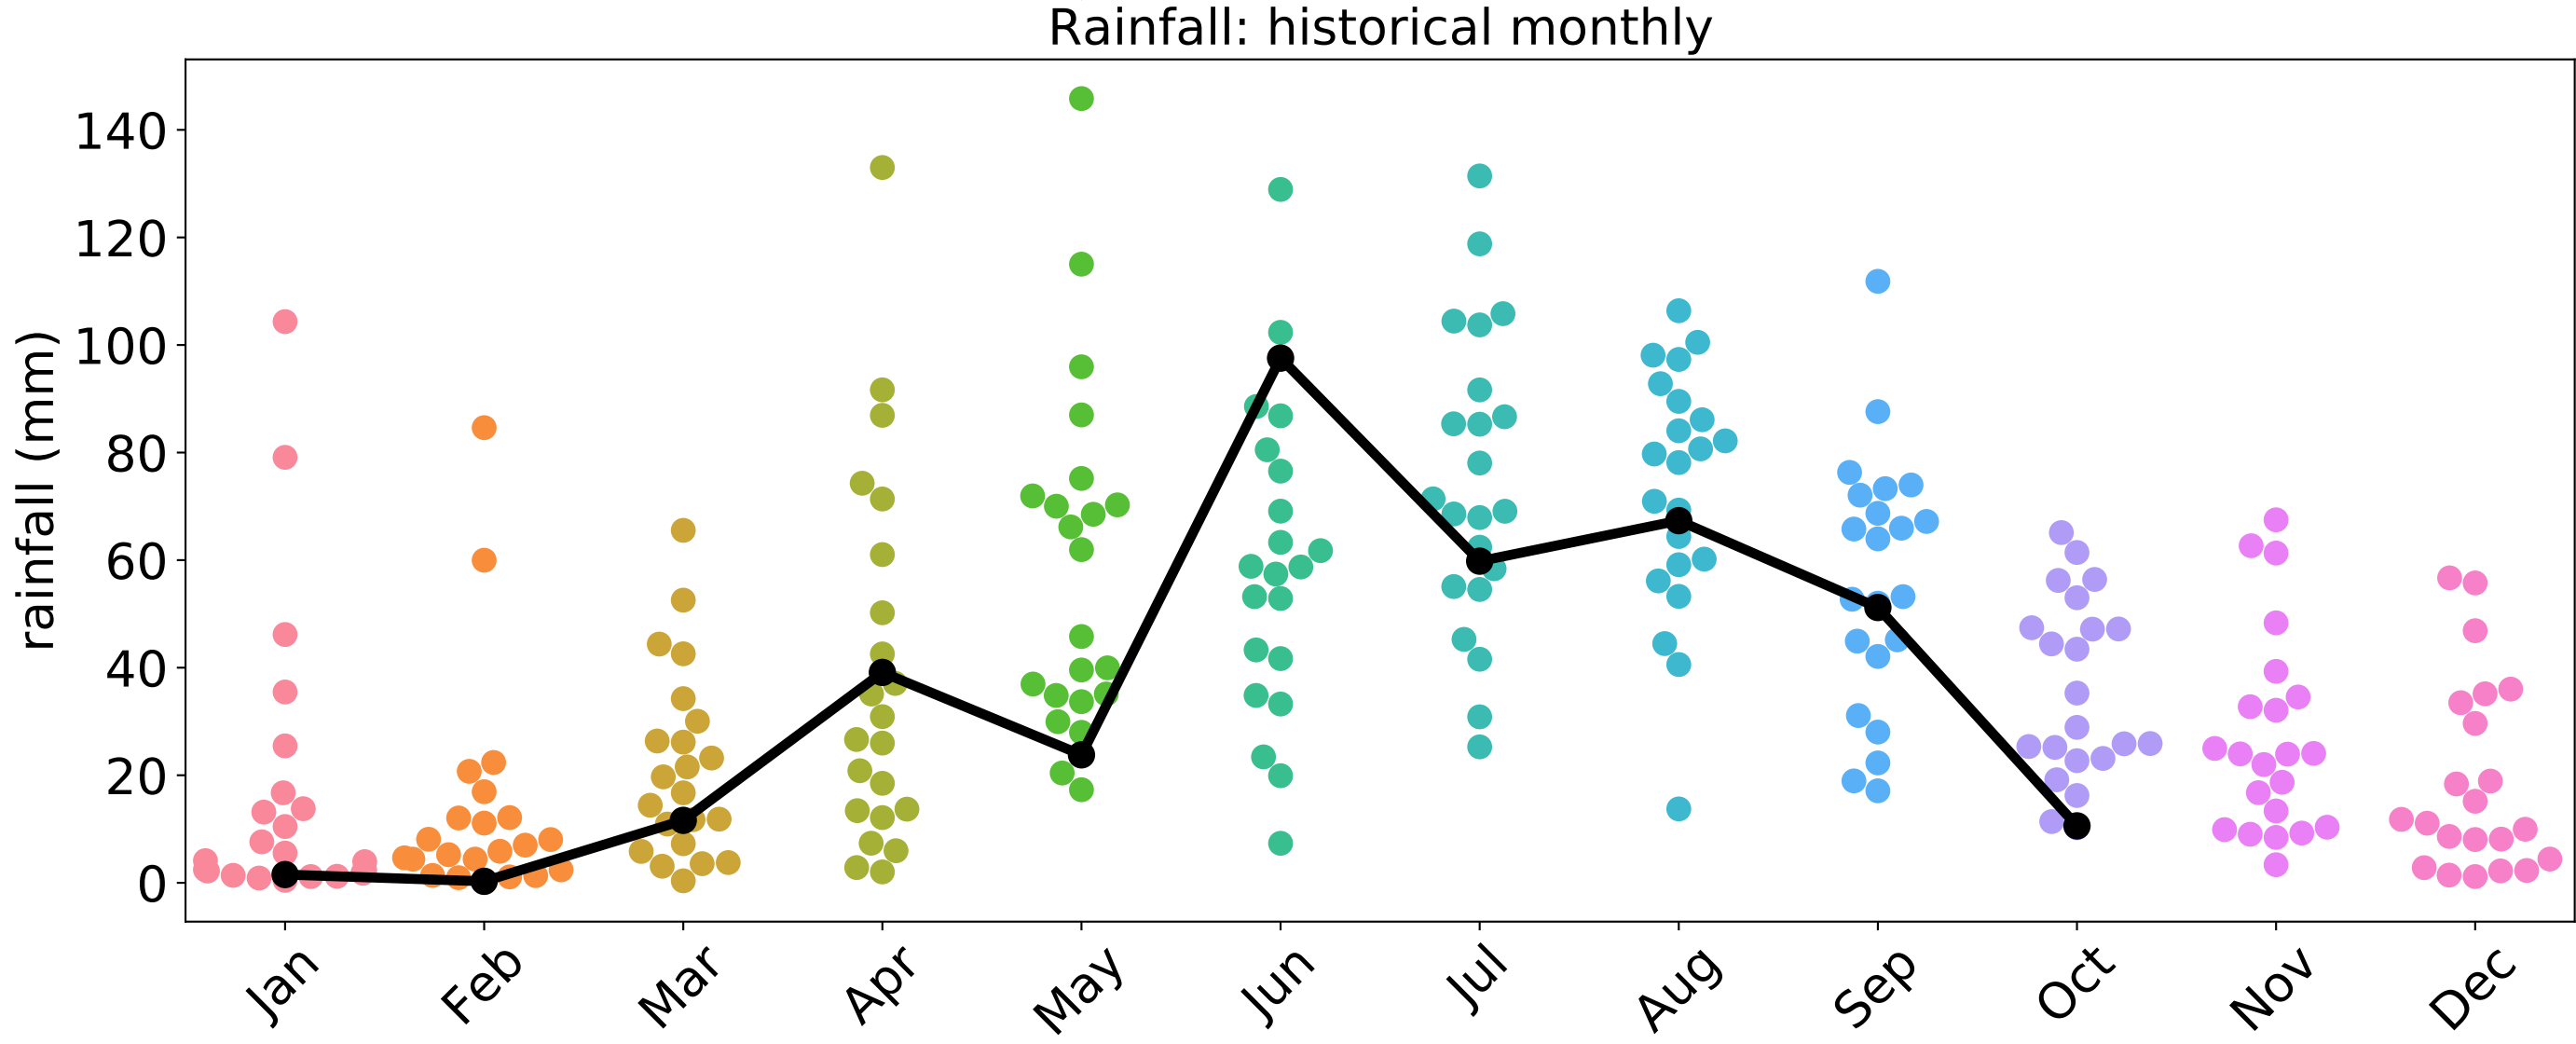 Rainfall: historical monthly
rainfall (mm)
140
120
100
80
60
40
20
0
Jan
Feb
Mar
Apr
May
Jun
Jul
Aug
Sep
Oct
Nov
Dec